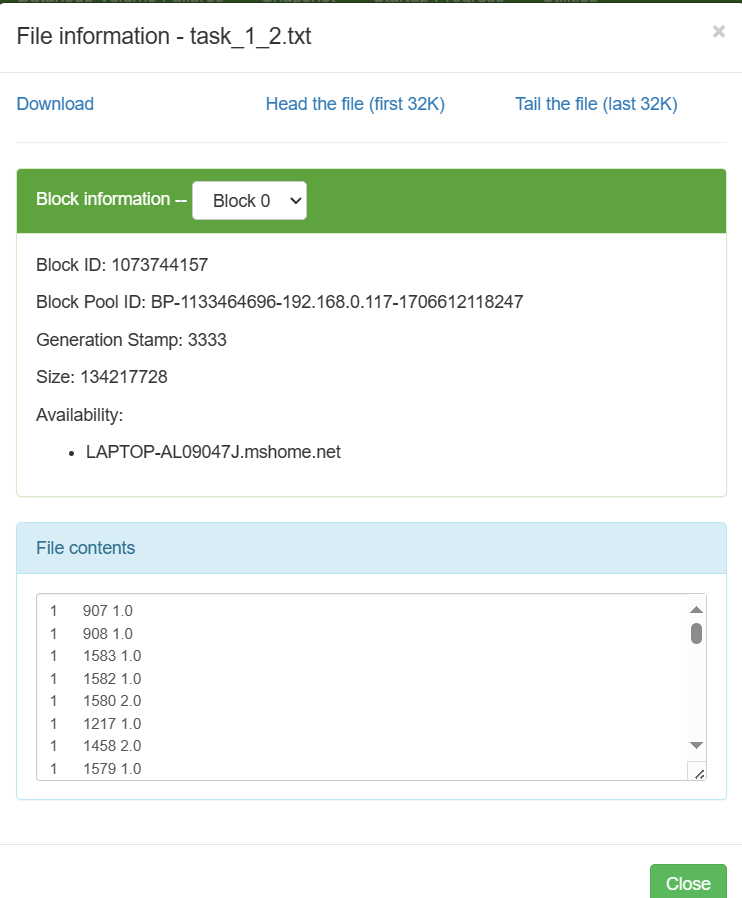 File information - task_1_2.txt
×
Download Head the file (first 32K) Tail the file (last 32K)
Block information -- Block 0
Block ID: 1073744157
Block Pool ID: BP-1133464696-192.168.0.117-1706612118247
Generation Stamp: 3333
Size: 134217728
Availability:
• LAPTOP-AL09047J.mshome.net
File contents
1 907 1.0
1 908 1.0
1 1583 1.0
1 1582 1.0
1 1580 2.0
1 1217 1.0
1 1458 2.0
1 1579 1.0
Close